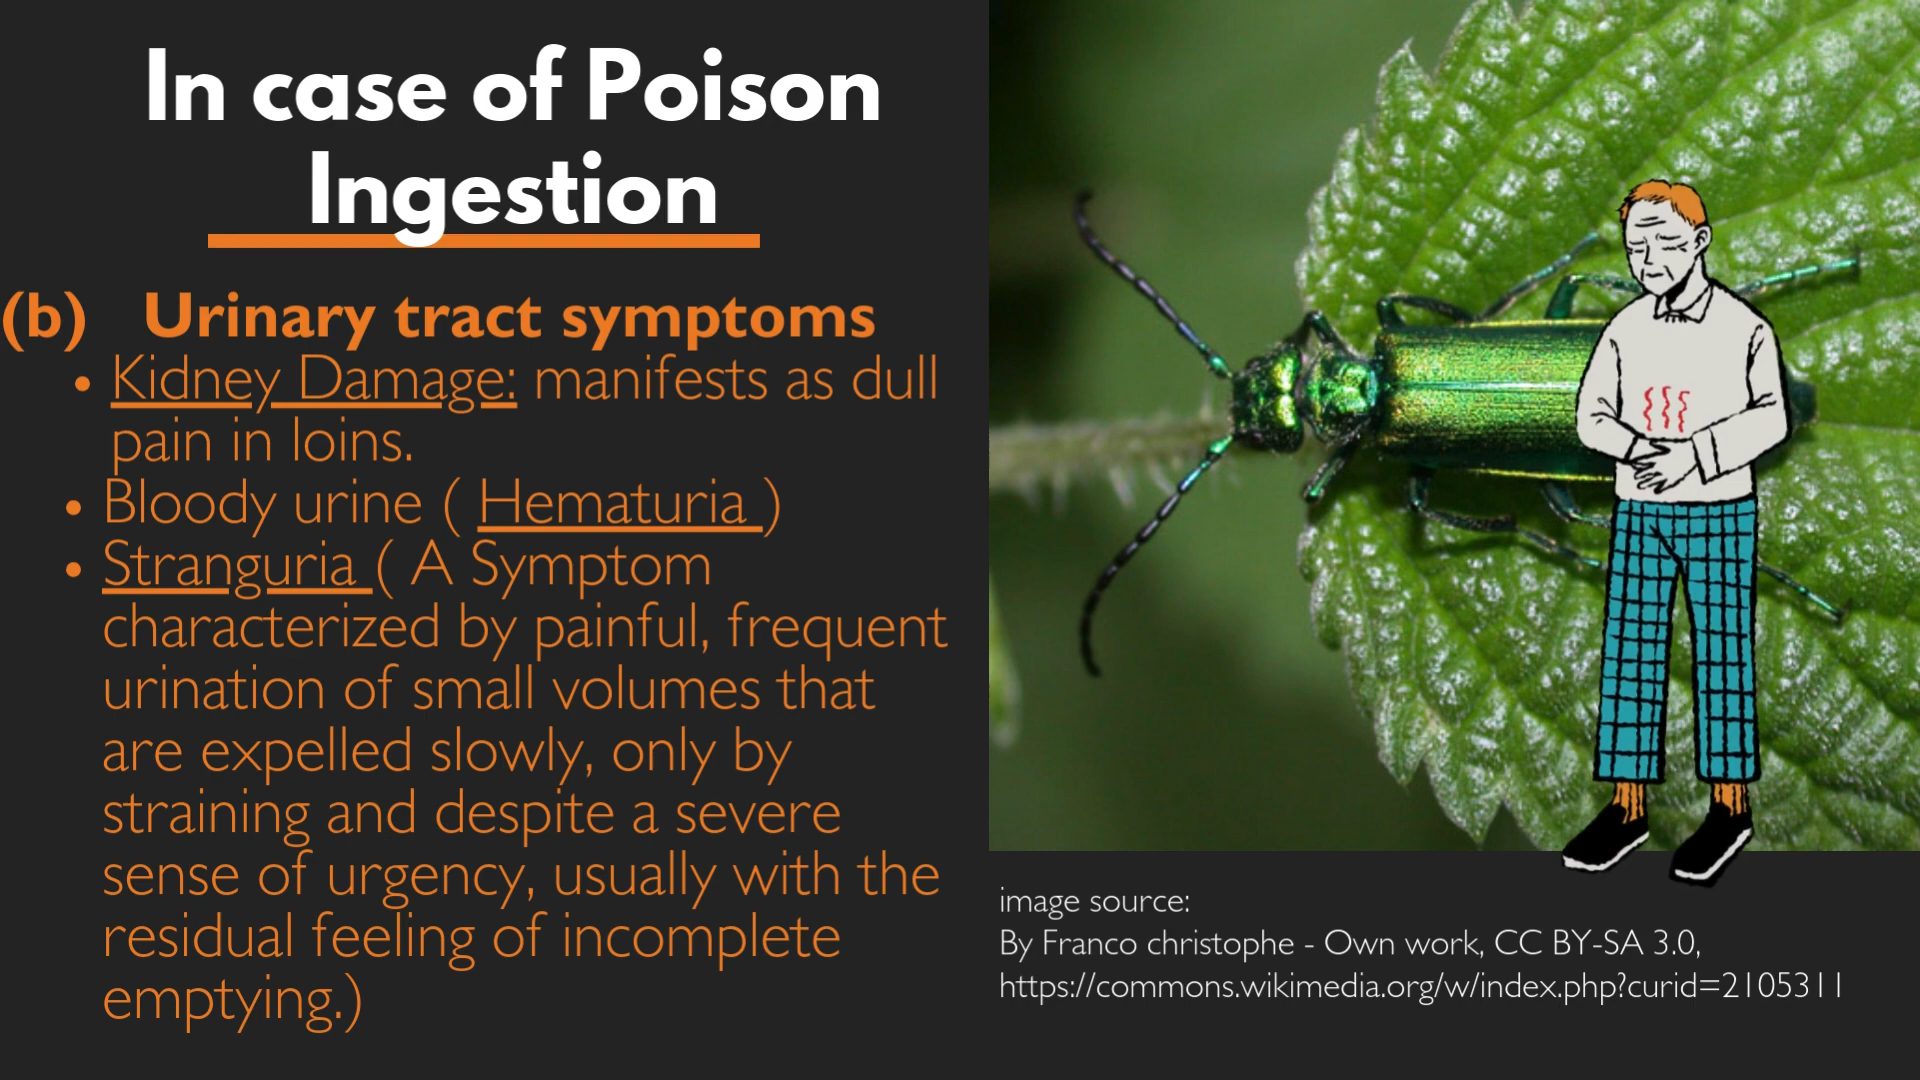 In case of Poison
Ingestion
(b) Urinary tract symptoms
• Kidney Damage: manifests as dull
pain in loins.
• Bloody urine ( Hematuria )
• Stranguria ( A Symptom
characterized by painful, frequent
urination of small volumes that
are expelled slowly, only by
straining and despite a severe
sense of urgency, usually with the
residual feeling of incomplete
emptying.)
image source:
By Franco christophe - Own work, CC BY-SA 3.0,
https://commons.wikimedia.org/w/index.php?curid=2105311